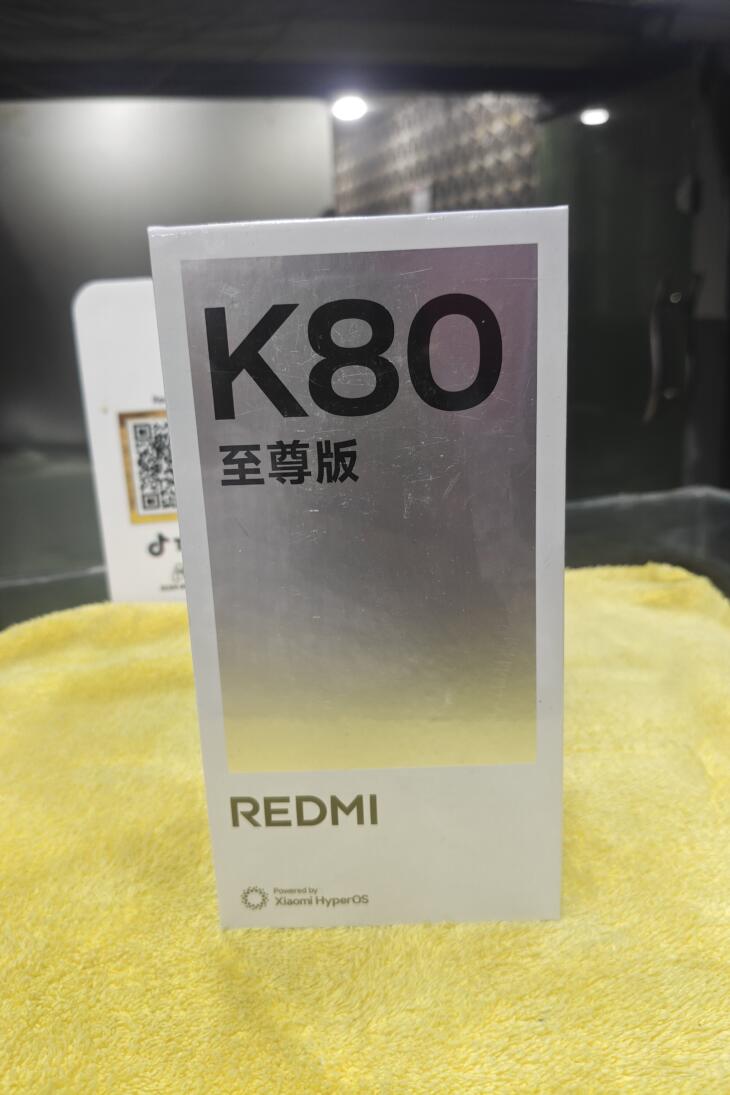 K80
至尊版
REDMI
Powered by
Xiaomi HyperOS